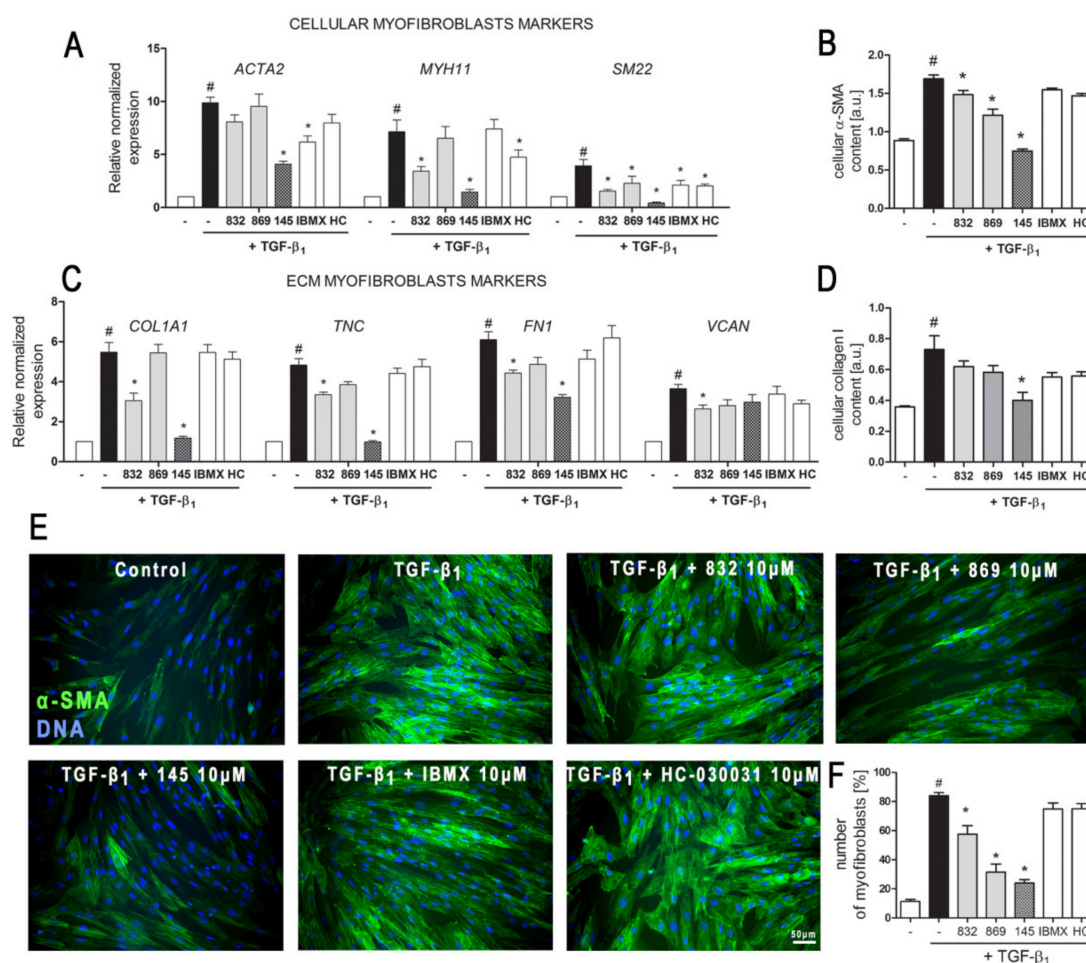 CELLULAR MYOFIBROBLASTS MARKERS
A
Relative normalized
expression
15
10
5
0
ACTA2
MYH11
SM22
#
*
*
#
*
*
*
#
*
*
*
*
*
- - 832 869 145 IBMX HC - - 832 869 145 IBMX HC - - 832 869 145 IBMX HC
+ TGF-β1 + TGF-β1 + TGF-β1
B
cellular α-SMA
content [a.u.]
2.0
1.5
1.0
0.5
0.0
#
*
*
*
- - 832 869 145 IBMX HC
+ TGF-β1
C
ECM MYOFIBROBLASTS MARKERS
Relative normalized
expression
8
6
4
2
0
COL1A1
TNC
FN1
VCAN
#
*
*
#
*
*
#
*
*
#
*
- - 832 869 145 IBMX HC - - 832 869 145 IBMX HC - - 832 869 145 IBMX HC - - 832 869 145 IBMX HC
+ TGF-β1 + TGF-β1 + TGF-β1 + TGF-β1
D
cellular collagen I
content [a.u.]
1.0
0.8
0.6
0.4
0.2
0.0
#
*
- - 832 869 145 IBMX HC
+ TGF-β1
E
Control
α-SMA
DNA
TGF-β1
TGF-β1 + 832 10µM
TGF-β1 + 869 10µM
TGF-β1 + 145 10µM
TGF-β1 + IBMX 10µM
TGF-β1 + HC-030031 10µM
50µm
F
number
of myofibroblasts [%]
100
80
60
40
20
0
#
*
*
*
- - 832 869 145 IBMX HC
+ TGF-β1